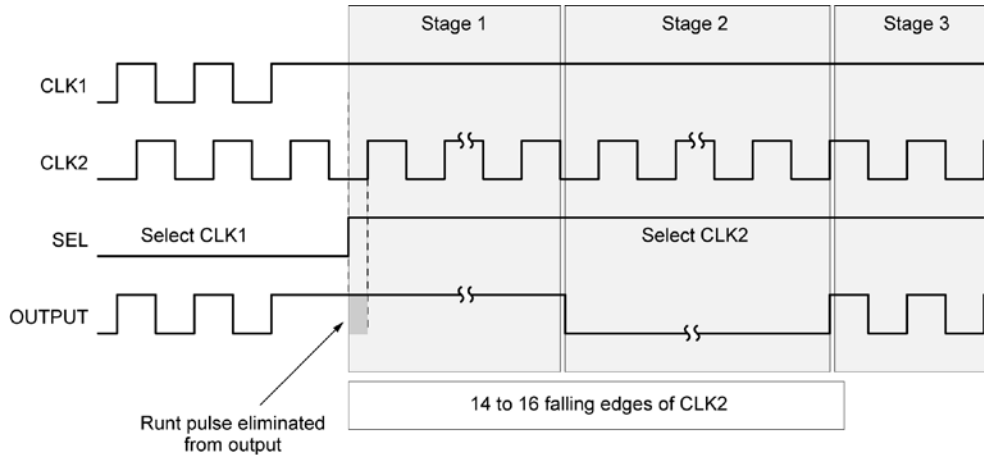 Stage 1
Stage 2
Stage 3
CLK1
CLK2
SEL
Select CLK1
Select CLK2
OUTPUT
14 to 16 falling edges of CLK2
Runt pulse eliminated
from output